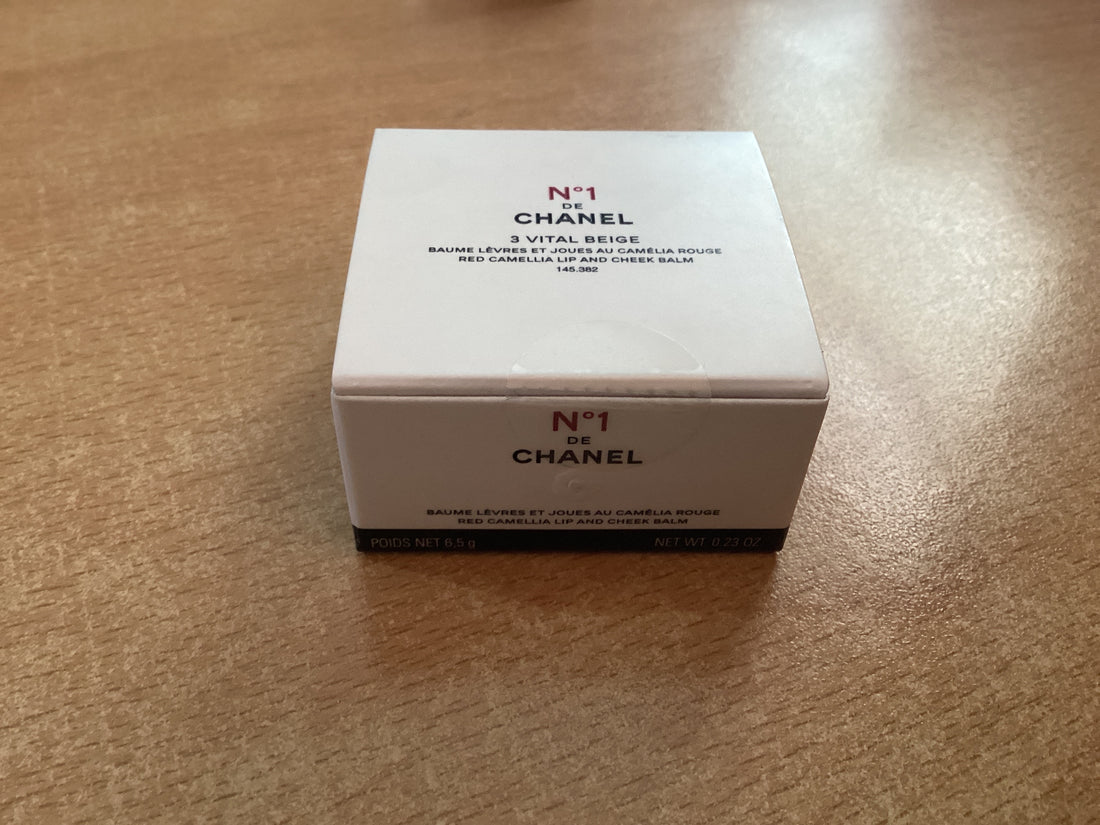 N°1
DE
CHANEL
3 VITAL BEIGE
BAUME LÈVRES ET JOUES AU CAMÉLIA ROUGE
RED CAMELLIA LIP AND CHEEK BALM
145.382
N°1
DE
CHANEL
BAUME LÈVRES ET JOUES AU CAMÉLIA ROUGE
RED CAMELLIA LIP AND CHEEK BALM
POIDS NET 6,5 g NET WT. 0.23 OZ.